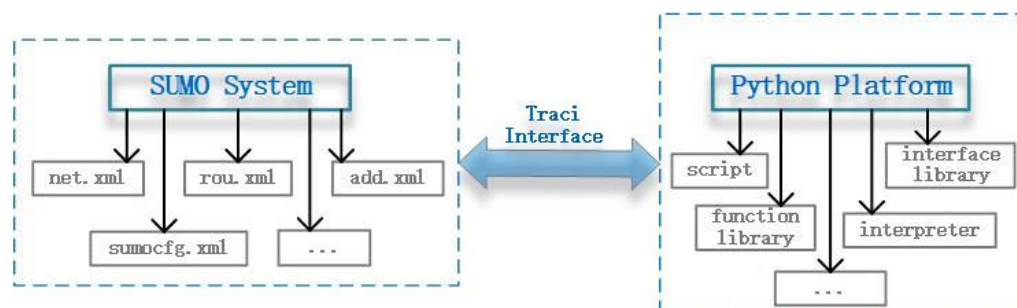 SUMO System
net.xml
rou.xml
add.xml
sumocfg.xml
...
Traci
Interface
Python Platform
script
interface
library
function
library
interpreter
...